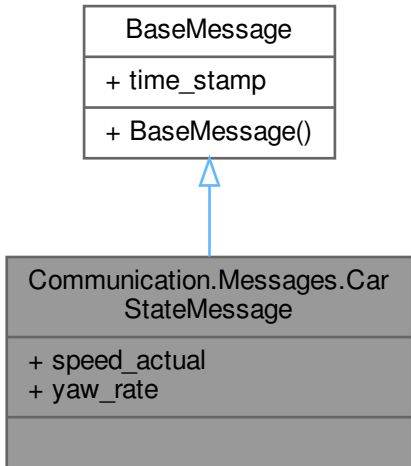 BaseMessage
+ time_stamp
+ BaseMessage()
Communication.Messages.Car
StateMessage
+ speed_actual
+ yaw_rate